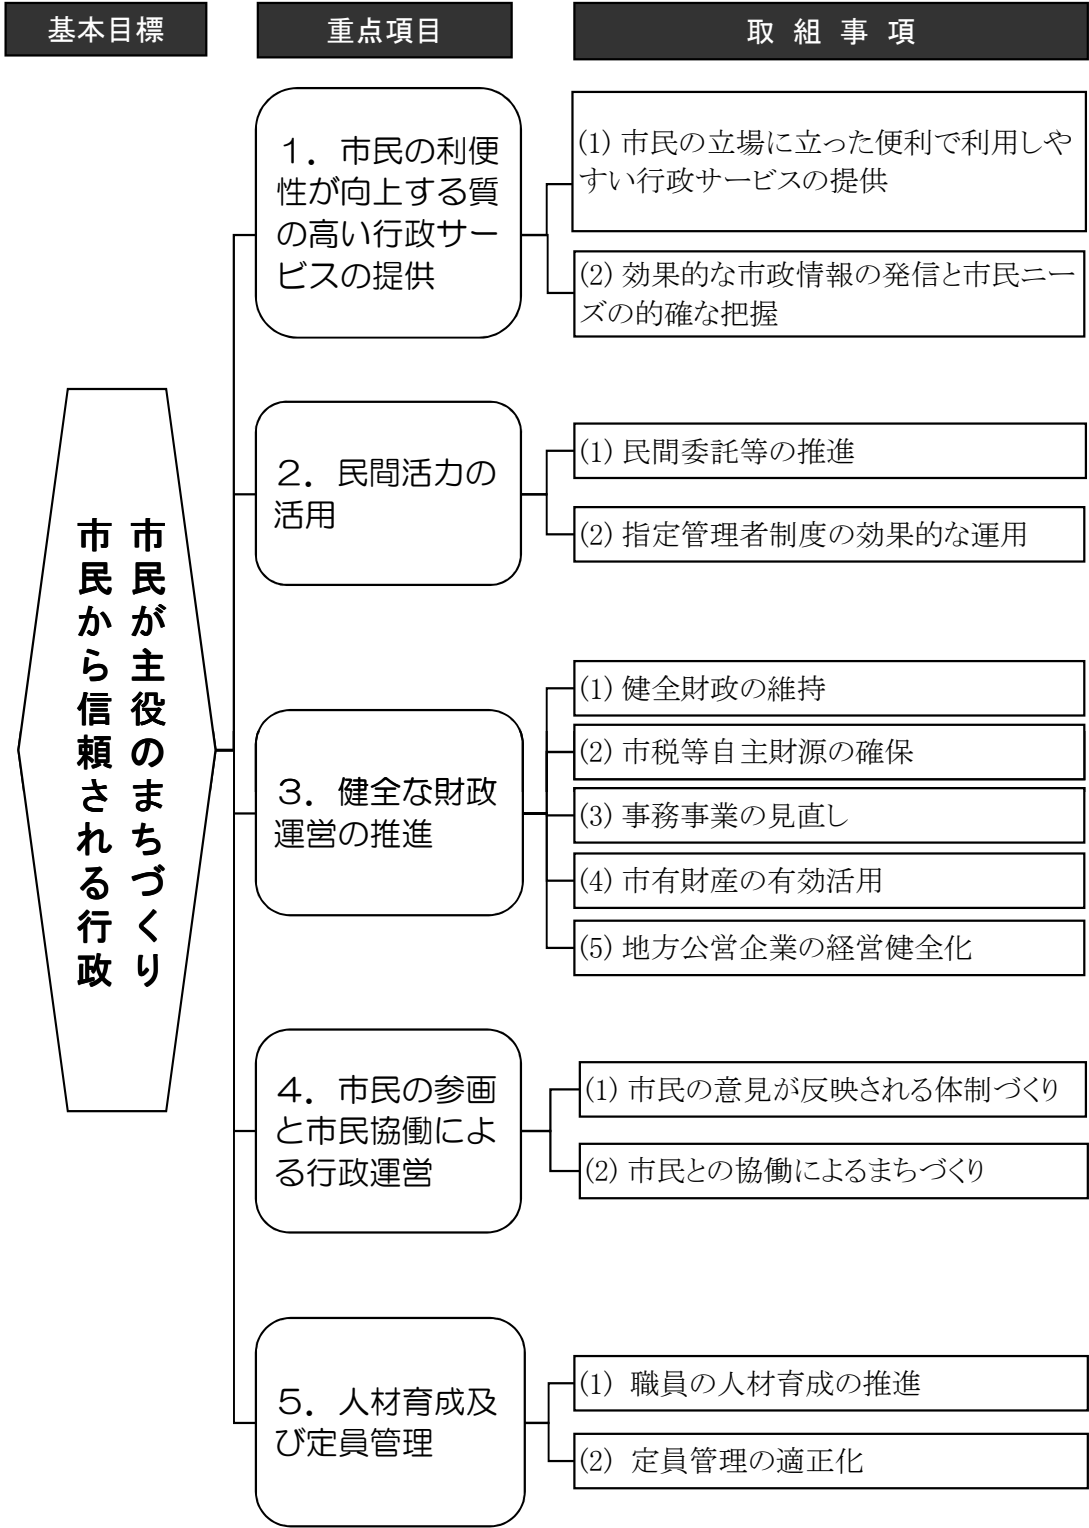 基本目標
重点項目
取組事項
市民が主役のまちづくり
市民から信頼される行政
１．市民の利便
性が向上する質
の高い行政サー
ビスの提供
(1) 市民の立場に立った便利で利用しや
すい行政サービスの提供
(2) 効果的な市政情報の発信と市民ニー
ズの的確な把握
２．民間活力の
活用
(1) 民間委託等の推進
(2) 指定管理者制度の効果的な運用
３．健全な財政
運営の推進
(1) 健全財政の維持
(2) 市税等自主財源の確保
(3) 事務事業の見直し
(4) 市有財産の有効活用
(5) 地方公営企業の経営健全化
４．市民の参画
と市民協働によ
る行政運営
(1) 市民の意見が反映される体制づくり
(2) 市民との協働によるまちづくり
５．人材育成及
び定員管理
(1) 職員の人材育成の推進
(2) 定員管理の適正化